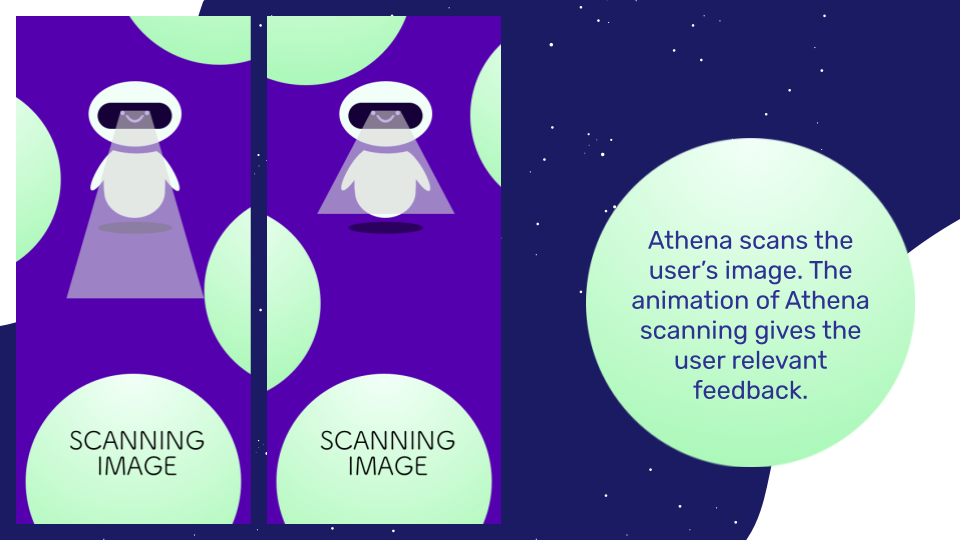 SCANNING
IMAGE
SCANNING
IMAGE
Athena scans the
user’s image. The
animation of Athena
scanning gives the
user relevant
feedback.